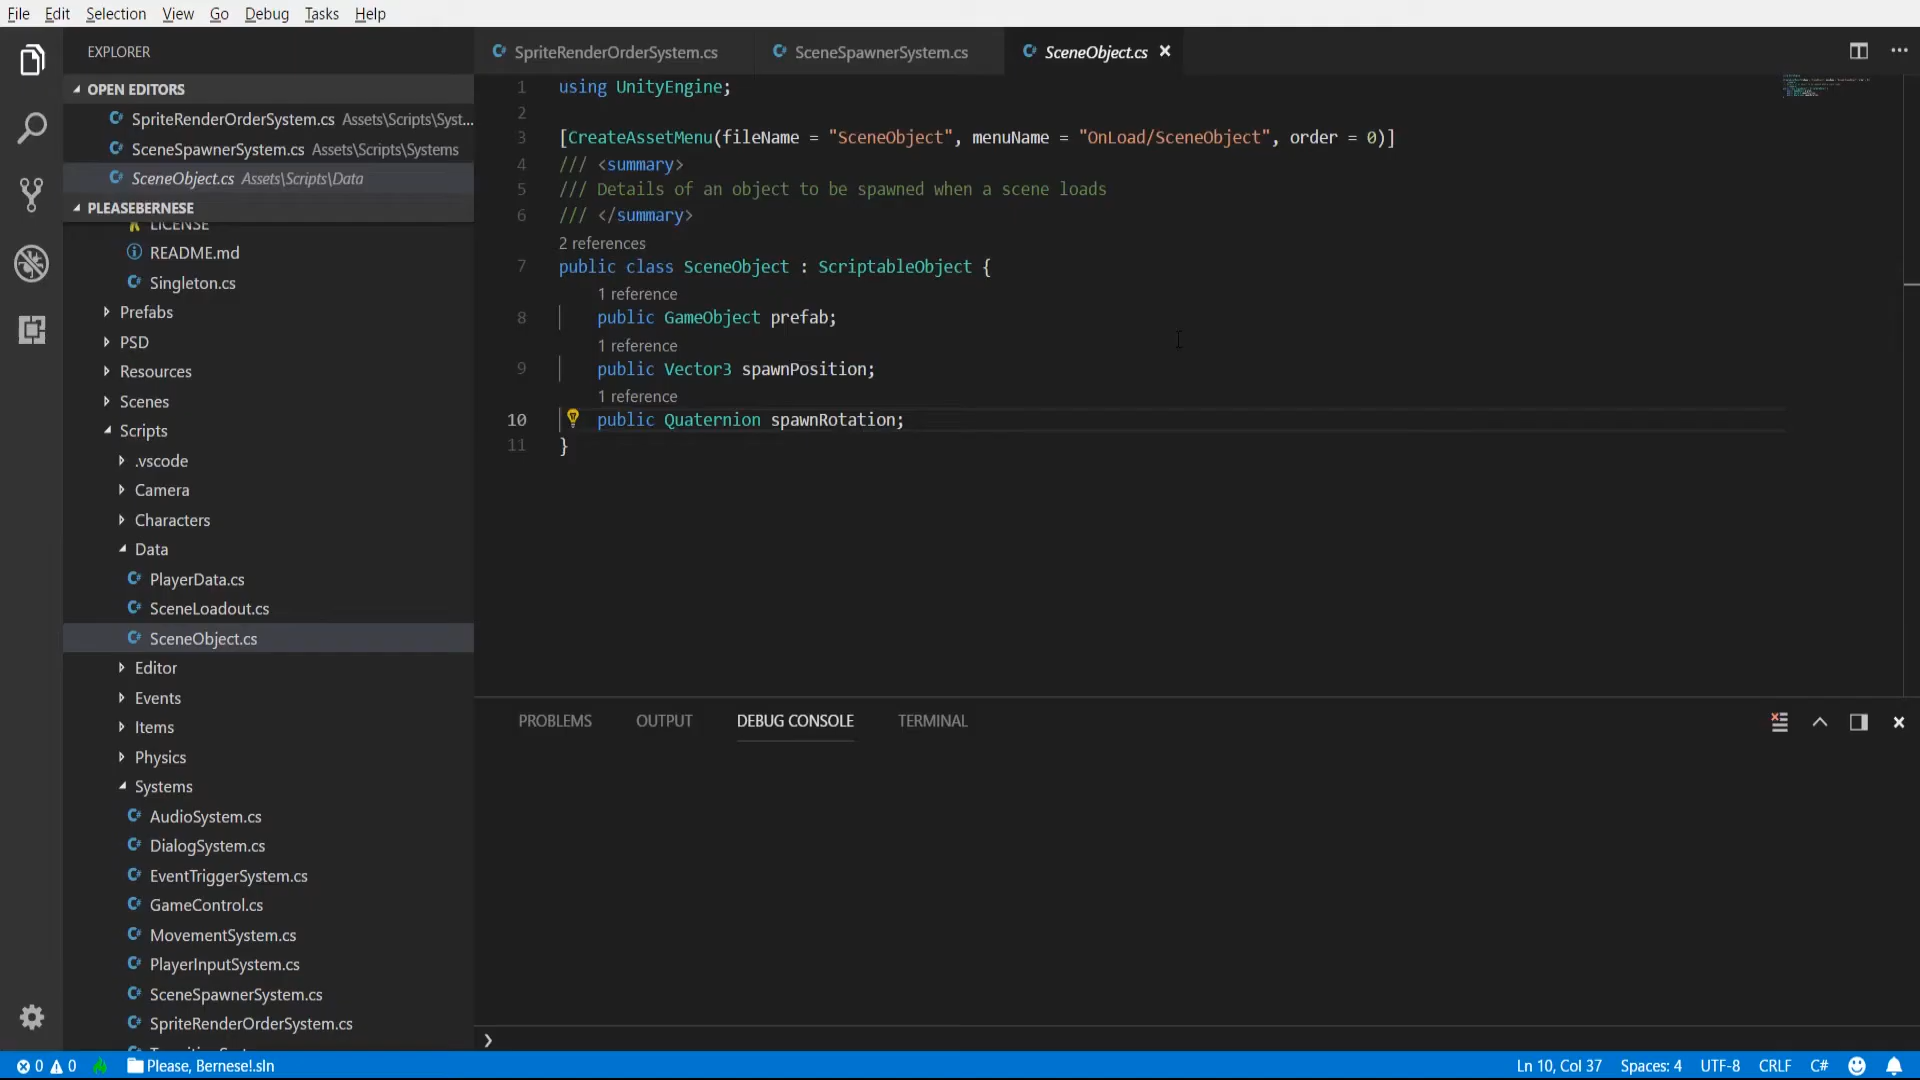 File Edit Selection View Go Debug Tasks Help
EXPLORER
OPEN EDITORS
SpriteRenderOrderSystem.cs Assets\Scripts\Syst...
SceneSpawnerSystem.cs Assets\Scripts\Systems
SceneObject.cs Assets\Scripts\Data
PLEASEBERNESE
LICENSE
README.md
Singleton.cs
Prefabs
PSD
Resources
Scenes
Scripts
.vscode
Camera
Characters
Data
PlayerData.cs
SceneLoadout.cs
SceneObject.cs
Editor
Events
Items
Physics
Systems
AudioSystem.cs
DialogSystem.cs
EventTriggerSystem.cs
GameControl.cs
MovementSystem.cs
PlayerInputSystem.cs
SceneSpawnerSystem.cs
SpriteRenderOrderSystem.cs
SpriteRenderOrderSystem.cs SceneSpawnerSystem.cs SceneObject.cs
1 using UnityEngine;
2
3 [CreateAssetMenu(fileName = "SceneObject", menuName = "OnLoad/SceneObject", order = 0)]
4 /// <summary>
5 /// Details of an object to be spawned when a scene loads
6 /// </summary>
2 references
7 public class SceneObject : ScriptableObject {
1 reference
8 public GameObject prefab;
1 reference
9 public Vector3 spawnPosition;
1 reference
10 public Quaternion spawnRotation;
11 }
PROBLEMS OUTPUT DEBUG CONSOLE TERMINAL
0 0 Please, Bernese!.sln Ln 10, Col 37 Spaces: 4 UTF-8 CRLF C#